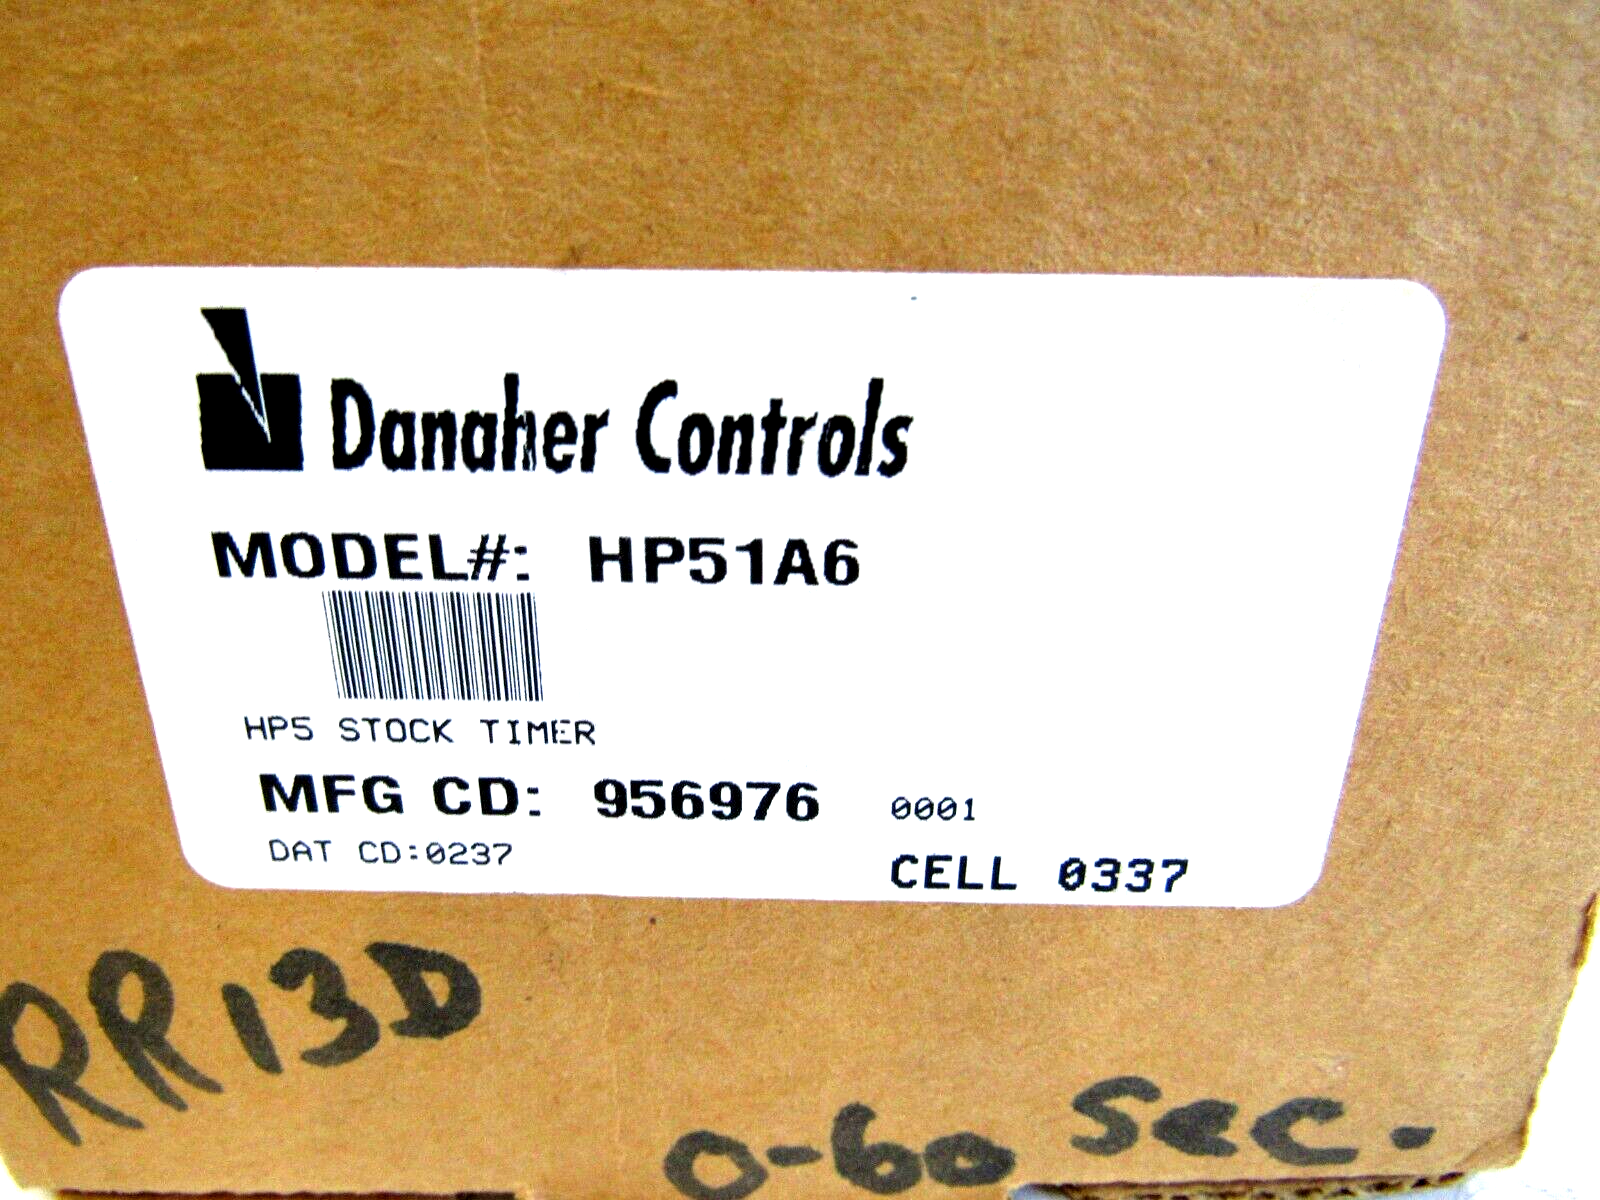 Danaher Controls
MODEL#: HP51A6
HP5 STOCK TIMER
MFG CD: 956976 0001
DAT CD:0237
CELL 0337
RR13D
0-60 Sec.